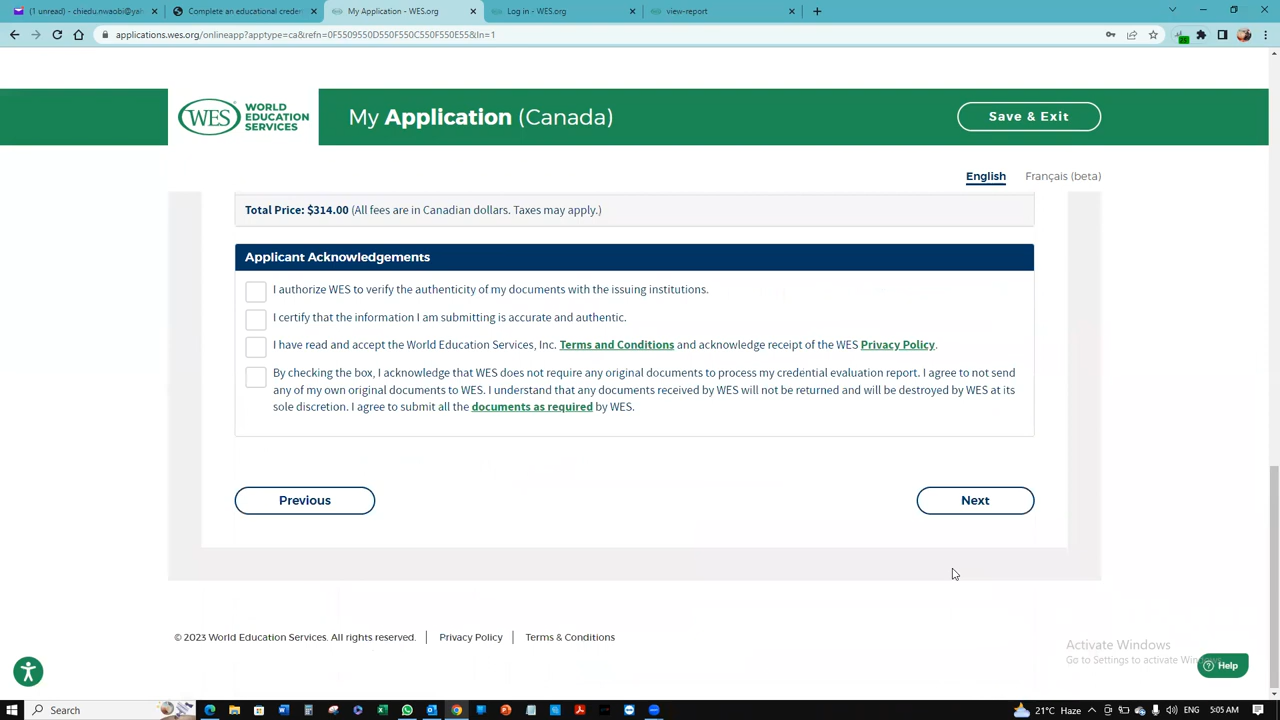 (1 unread) - chiedu.nwaobi@yah
Complete an educational creden
My Application - WES.org
Log in - WES.org
view-report
applications.wes.org/onlineapp?apptype=ca&refn=0F5509550D550F550C550F550E55&ln=1
WES WORLD EDUCATION SERVICES
My Application (Canada)
Save & Exit
English
Français (beta)
Total Price: $314.00 (All fees are in Canadian dollars. Taxes may apply.)
Applicant Acknowledgements
I authorize WES to verify the authenticity of my documents with the issuing institutions.
I certify that the information I am submitting is accurate and authentic.
I have read and accept the World Education Services, Inc. Terms and Conditions and acknowledge receipt of the WES Privacy Policy.
By checking the box, I acknowledge that WES does not require any original documents to process my credential evaluation report. I agree to not send
any of my own original documents to WES. I understand that any documents received by WES will not be returned and will be destroyed by WES at its
sole discretion. I agree to submit all the documents as required by WES.
Previous
Next
© 2023 World Education Services. All rights reserved.
Privacy Policy
Terms & Conditions
Activate Windows
Go to Settings to activate
Help
Search
21°C Haze
ENG
5:05 AM